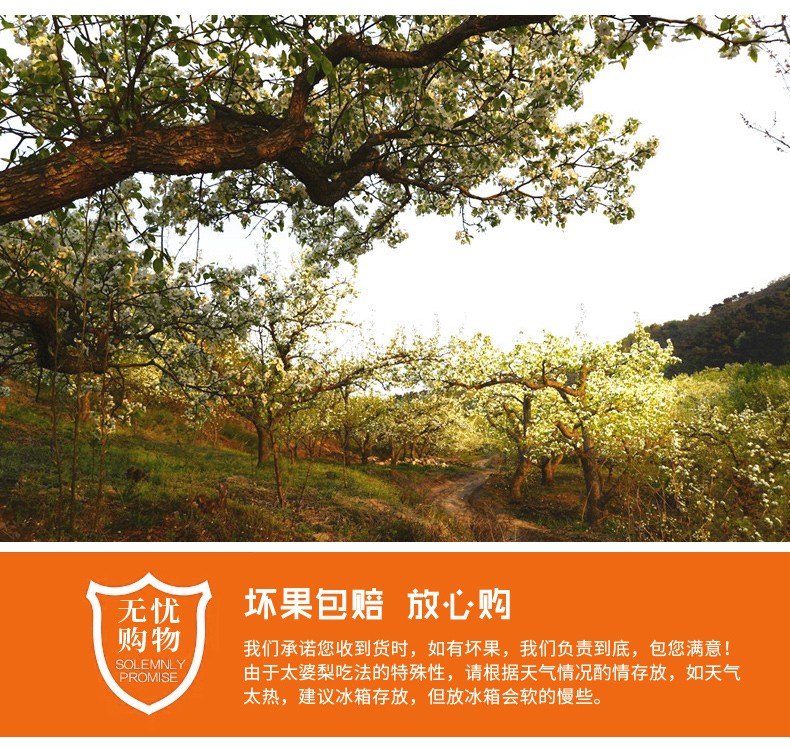 无忧
购物
SOLEMNLY
PROMISE
坏果包赔 放心购
我们承诺您收到货时，如有坏果，我们负责到底，包您满意！
由于太婆梨吃法的特殊性，请根据天气情况酌情存放，如天气
太热，建议冰箱存放，但放冰箱会软的慢些。